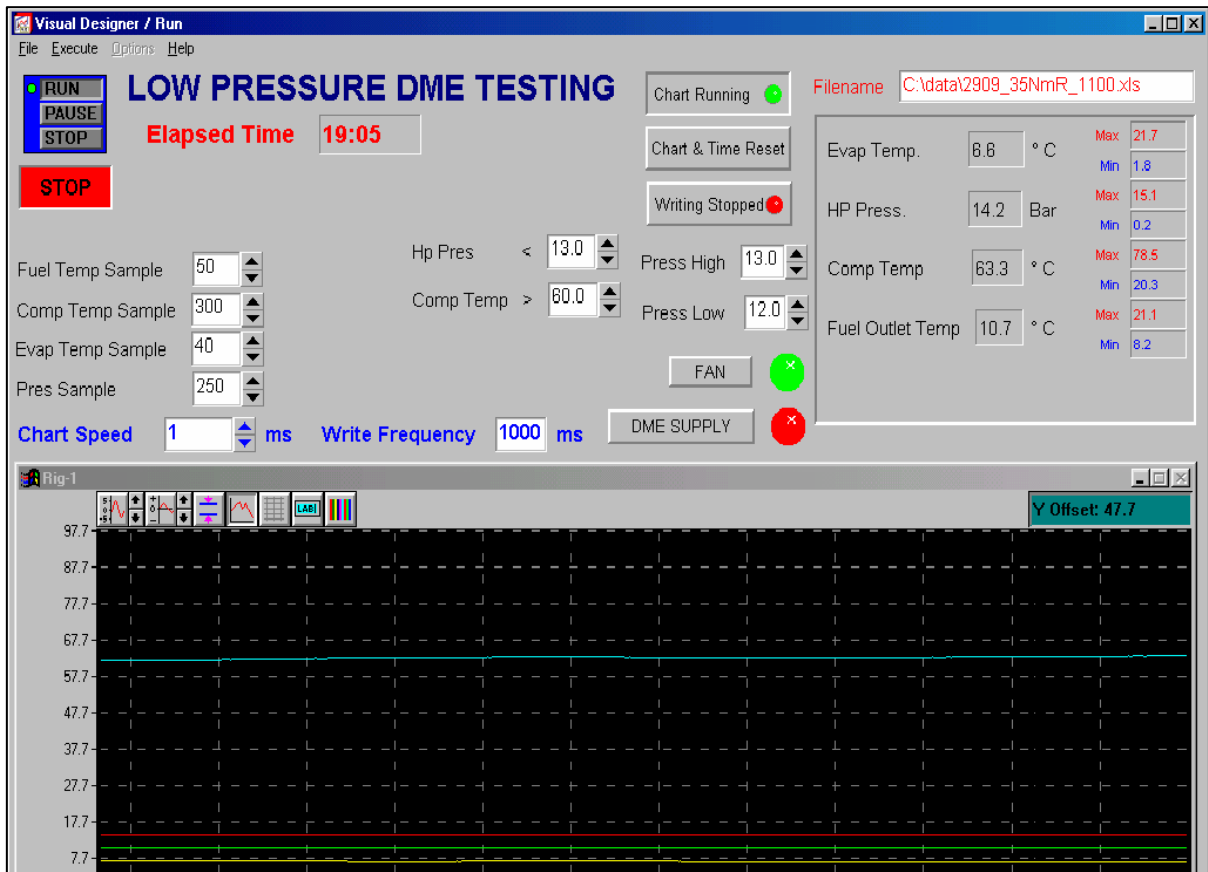 Visual Designer / Run
File Execute Options Help
RUN
PAUSE
STOP
LOW PRESSURE DME TESTING
Elapsed Time 19:05
STOP
Chart Running
Chart & Time Reset
Writing Stopped
Filename C:\data\2909_35NmR_1100.xls
Evap Temp. 6.6 ° C Max 21.7
Min 1.8
HP Press. 14.2 Bar Max 15.1
Min 0.2
Comp Temp 63.3 ° C Max 78.5
Min 20.3
Fuel Outlet Temp 10.7 ° C Max 21.1
Min 8.2
Fuel Temp Sample 50
Comp Temp Sample 300
Evap Temp Sample 40
Pres Sample 250
Hp Pres < 13.0
Comp Temp > 60.0
Press High 13.0
Press Low 12.0
FAN
DME SUPPLY
Chart Speed 1 ms Write Frequency 1000 ms
Rig-1
LAB
Y Offset: 47.7
97.7
87.7
77.7
67.7
57.7
47.7
37.7
27.7
17.7
7.7